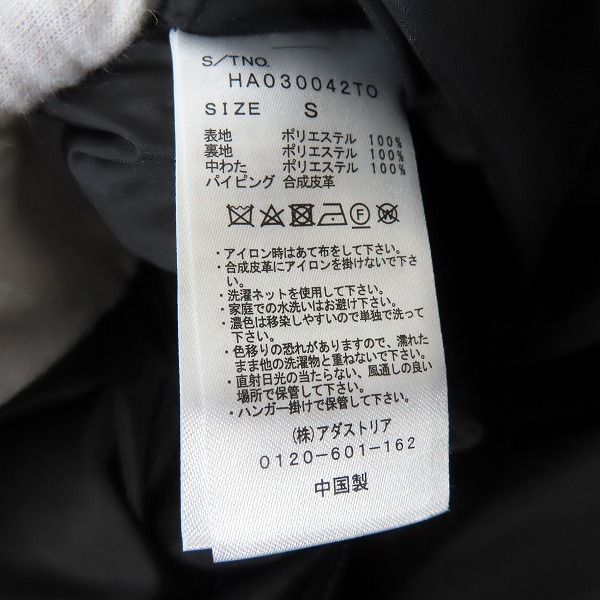 S/TNO.
HA030042TO
SIZE S
表地 ポリエステル 100%
裏地 ポリエステル 100%
中わた ポリエステル 100%
パイピング 合成皮革
F W
・アイロン時はあて布をして下さい。
・合成皮革にアイロンを掛けないで下さ
い。
・洗濯ネットを使用して下さい。
・家庭での水洗いはお避け下さい。
・濃色は移染しやすいので単独で洗って
下さい。
・色移りの恐れがありますので、濡れた
まま他の洗濯物と重ねないで下さい。
・直射日光の当たらない、風通しの良い
場所で保管して下さい。
・ハンガー掛けで保管して下さい。
(株)アダストリア
0120-601-162
中国製